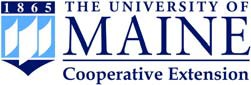 1865
THE UNIVERSITY OF
MAINE
Cooperative Extension